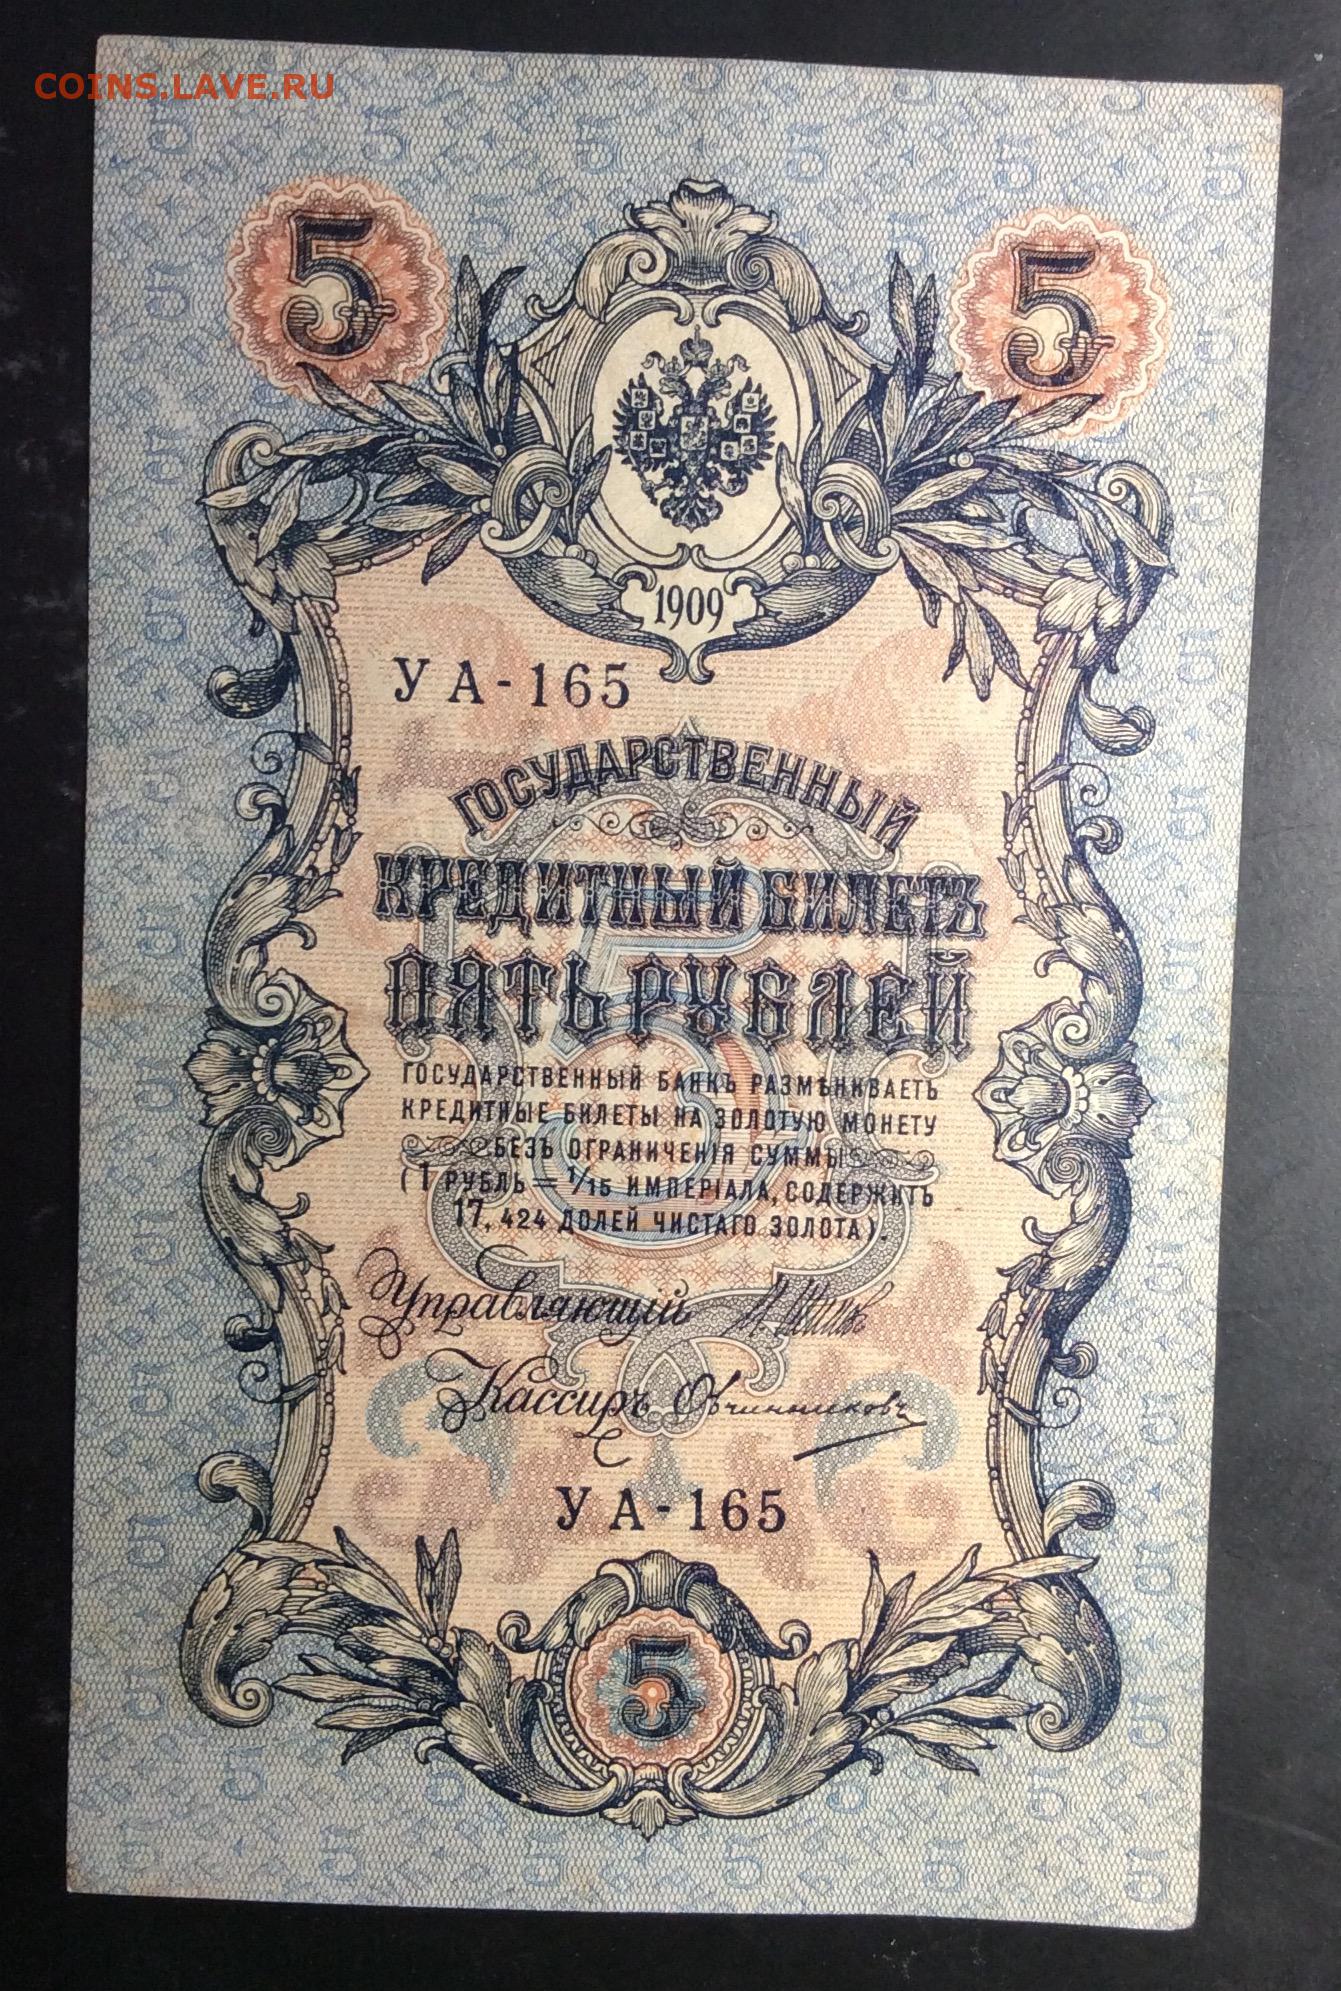 COINS.LAVE.RU
5 5
1909
УА-165
ГОСУДАРСТВЕННЫЙ
КРЕДИТНЫЙ БИЛЕТЪ
ПЯТЬ РУБЛЕЙ
ГОСУДАРСТВЕННЫЙ БАНКЪ РАЗМѢНИВАЕТЪ
КРЕДИТНЫЕ БИЛЕТЫ НА ЗОЛОТУЮ МОНЕТУ
БЕЗЪ ОГРАНИЧЕНІЯ СУММЫ
(1 РУБЛЬ = 1/15 ИМПЕРІАЛА, СОДЕРЖИТЪ
17,424 ДОЛЕЙ ЧИСТАГО ЗОЛОТА).
Управляющій И. Шипов
Кассиръ Овчинниковъ
УА-165
5